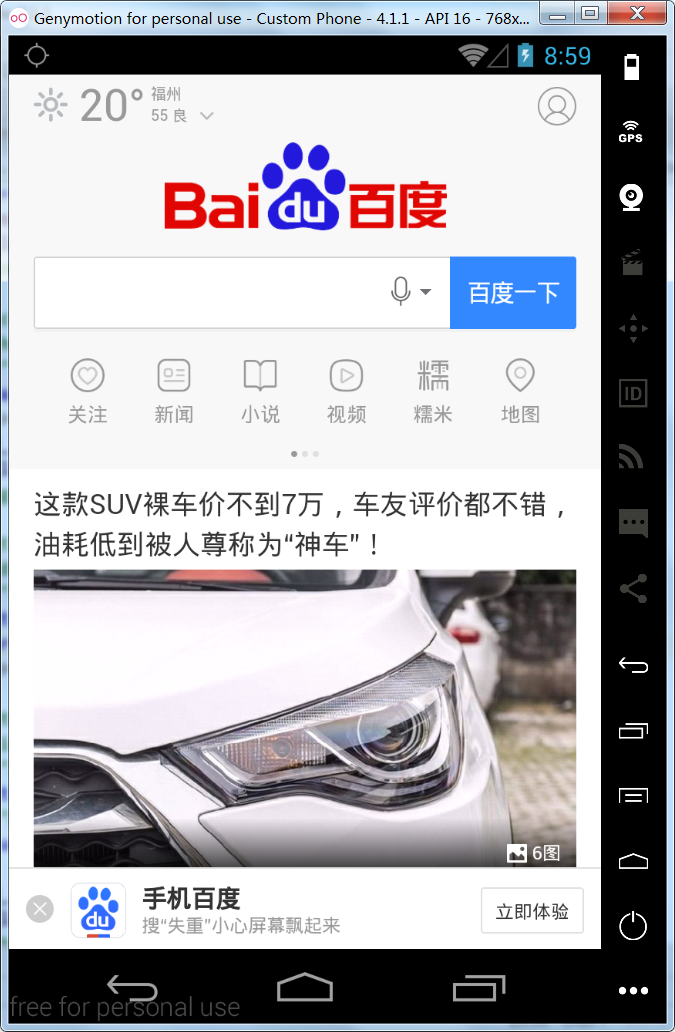 Genymotion for personal use - Custom Phone - 4.1.1 - API 16 - 768x...
8:59
GPS
20°
福州
55 良
Bai du 百度
百度一下
关注
新闻
小说
视频
糯
糯米
地图
ID
这款SUV裸车价不到7万，车友评价都不错，
油耗低到被人尊称为“神车”！
6图
du
手机百度
搜“失重”小心屏幕飘起来
立即体验
free for personal use